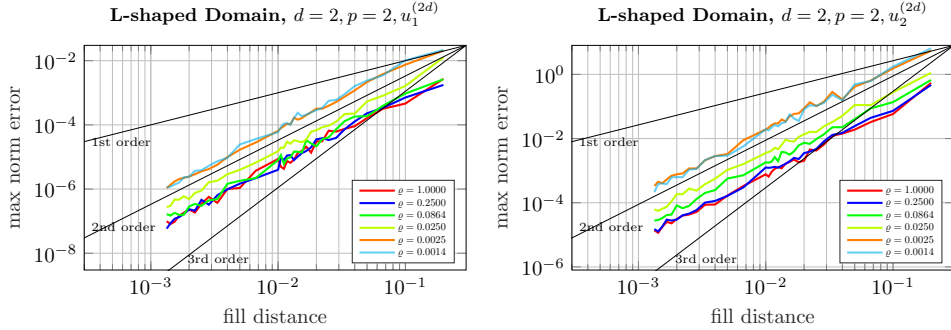 L-shaped Domain, d = 2, p = 2, u_1^{(2d)}
max norm error
10^{-2}
10^{-4}
10^{-6}
10^{-8}
1st order
2nd order
3rd order
ϱ = 1.0000
ϱ = 0.2500
ϱ = 0.0864
ϱ = 0.0250
ϱ = 0.0025
ϱ = 0.0014
10^{-3}
10^{-2}
10^{-1}
fill distance
L-shaped Domain, d = 2, p = 2, u_2^{(2d)}
max norm error
10^{0}
10^{-2}
10^{-4}
10^{-6}
1st order
2nd order
3rd order
ϱ = 1.0000
ϱ = 0.2500
ϱ = 0.0864
ϱ = 0.0250
ϱ = 0.0025
ϱ = 0.0014
10^{-3}
10^{-2}
10^{-1}
fill distance